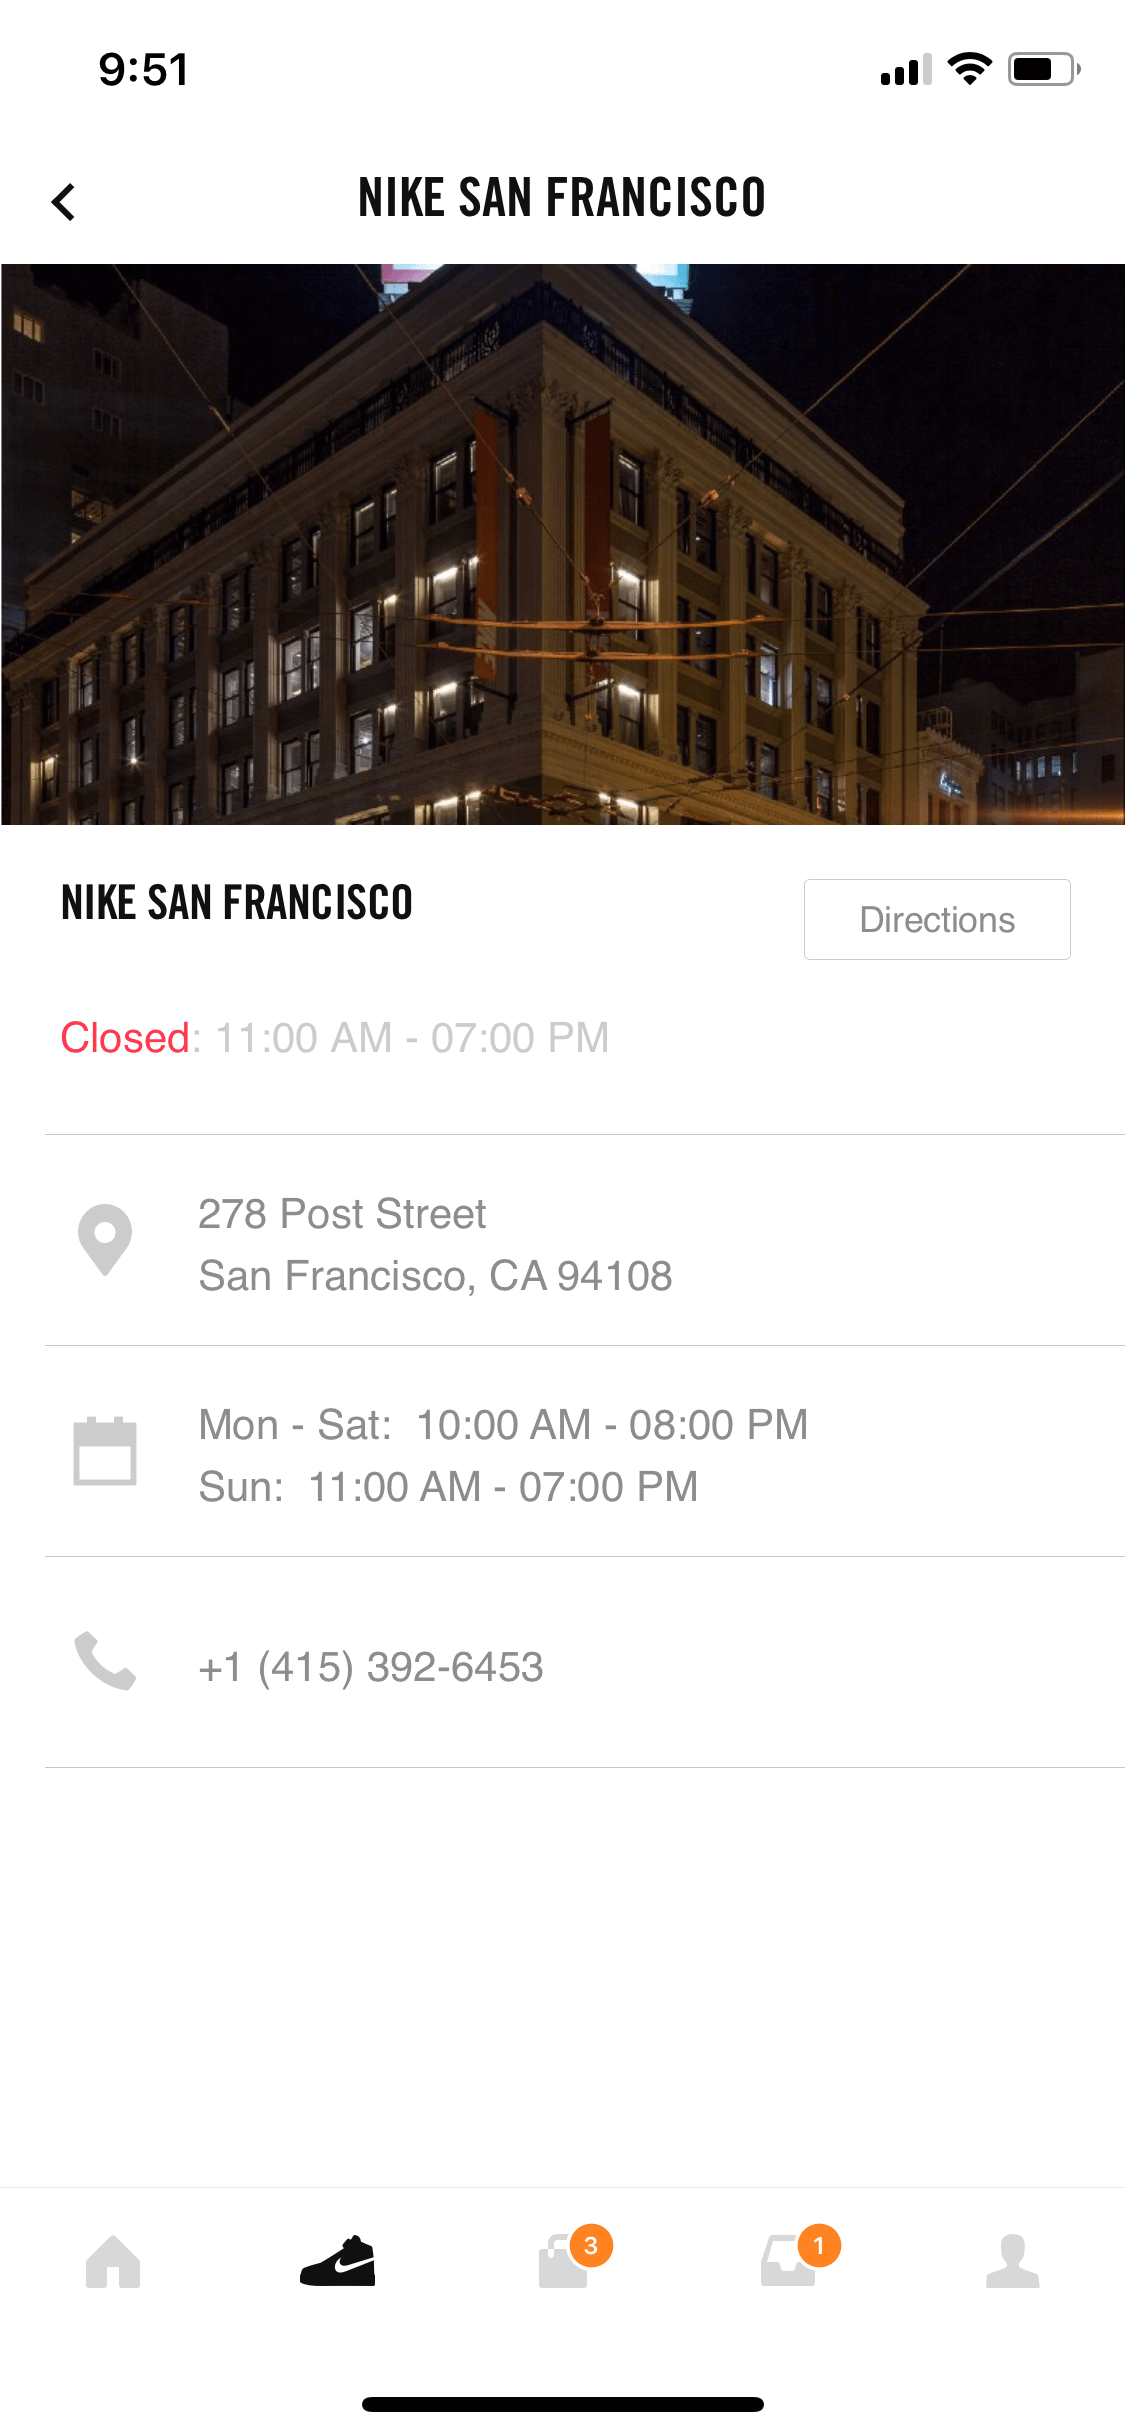 9:51
NIKE SAN FRANCISCO
NIKE SAN FRANCISCO
Directions
Closed: 11:00 AM - 07:00 PM
278 Post Street
San Francisco, CA 94108
Mon - Sat: 10:00 AM - 08:00 PM
Sun: 11:00 AM - 07:00 PM
+1 (415) 392-6453
3
1